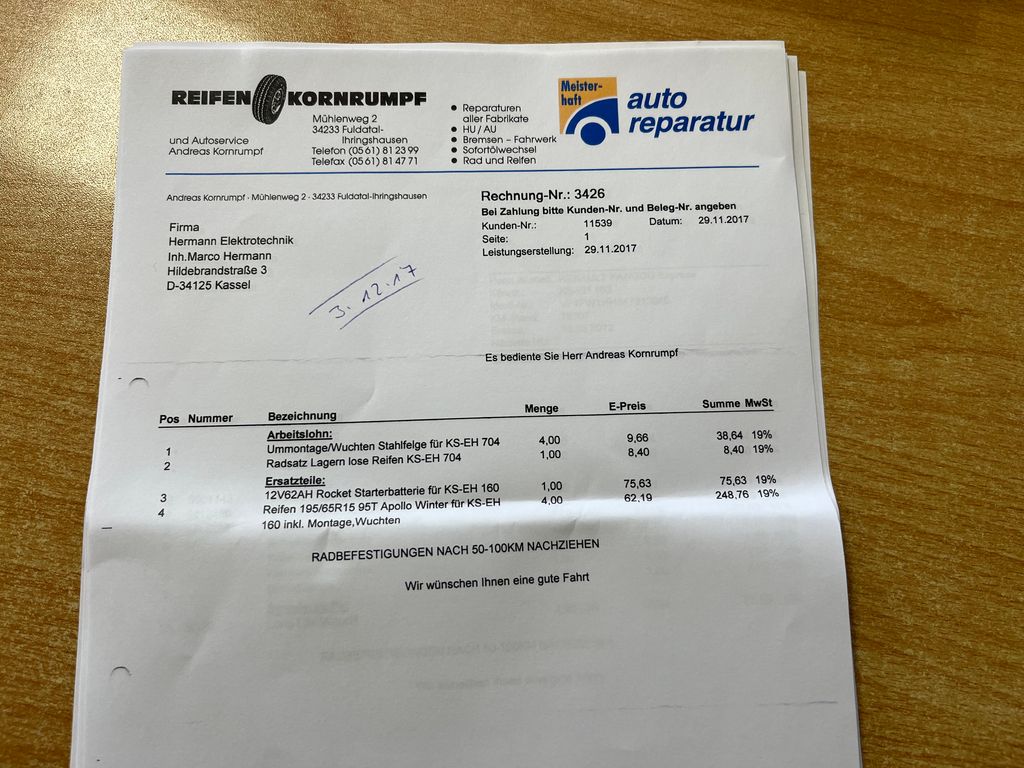 REIFEN KORNRUMPF
und Autoservice
Andreas Kornrumpf
Mühlenweg 2
34233 Fuldatal-
Ihringshausen
Telefon (05 61) 81 23 99
Telefax (05 61) 81 47 71
● Reparaturen
aller Fabrikate
● HU / AU
● Bremsen – Fahrwerk
● Sofortölwechsel
● Rad und Reifen
Meister-
haft
auto
reparatur
Andreas Kornrumpf · Mühlenweg 2 · 34233 Fuldatal-Ihringshausen
Firma
Hermann Elektrotechnik
Inh.Marco Hermann
Hildebrandstraße 3
D-34125 Kassel
Rechnung-Nr.: 3426
Bei Zahlung bitte Kunden-Nr. und Beleg-Nr. angeben
Kunden-Nr.: 11539 Datum: 29.11.2017
Seite: 1
Leistungserstellung: 29.11.2017
3. 12. 17
Es bediente Sie Herr Andreas Kornrumpf
Pos Nummer Bezeichnung Menge E-Preis Summe MwSt
Arbeitslohn:
1 Ummontage/Wuchten Stahlfelge für KS-EH 704 4,00 9,66 38,64 19%
2 Radsatz Lagern lose Reifen KS-EH 704 1,00 8,40 8,40 19%
Ersatzteile:
3 12V62AH Rocket Starterbatterie für KS-EH 160 1,00 75,63 75,63 19%
4 Reifen 195/65R15 95T Apollo Winter für KS-EH 4,00 62,19 248,76 19%
160 inkl. Montage,Wuchten
RADBEFESTIGUNGEN NACH 50-100KM NACHZIEHEN
Wir wünschen Ihnen eine gute Fahrt